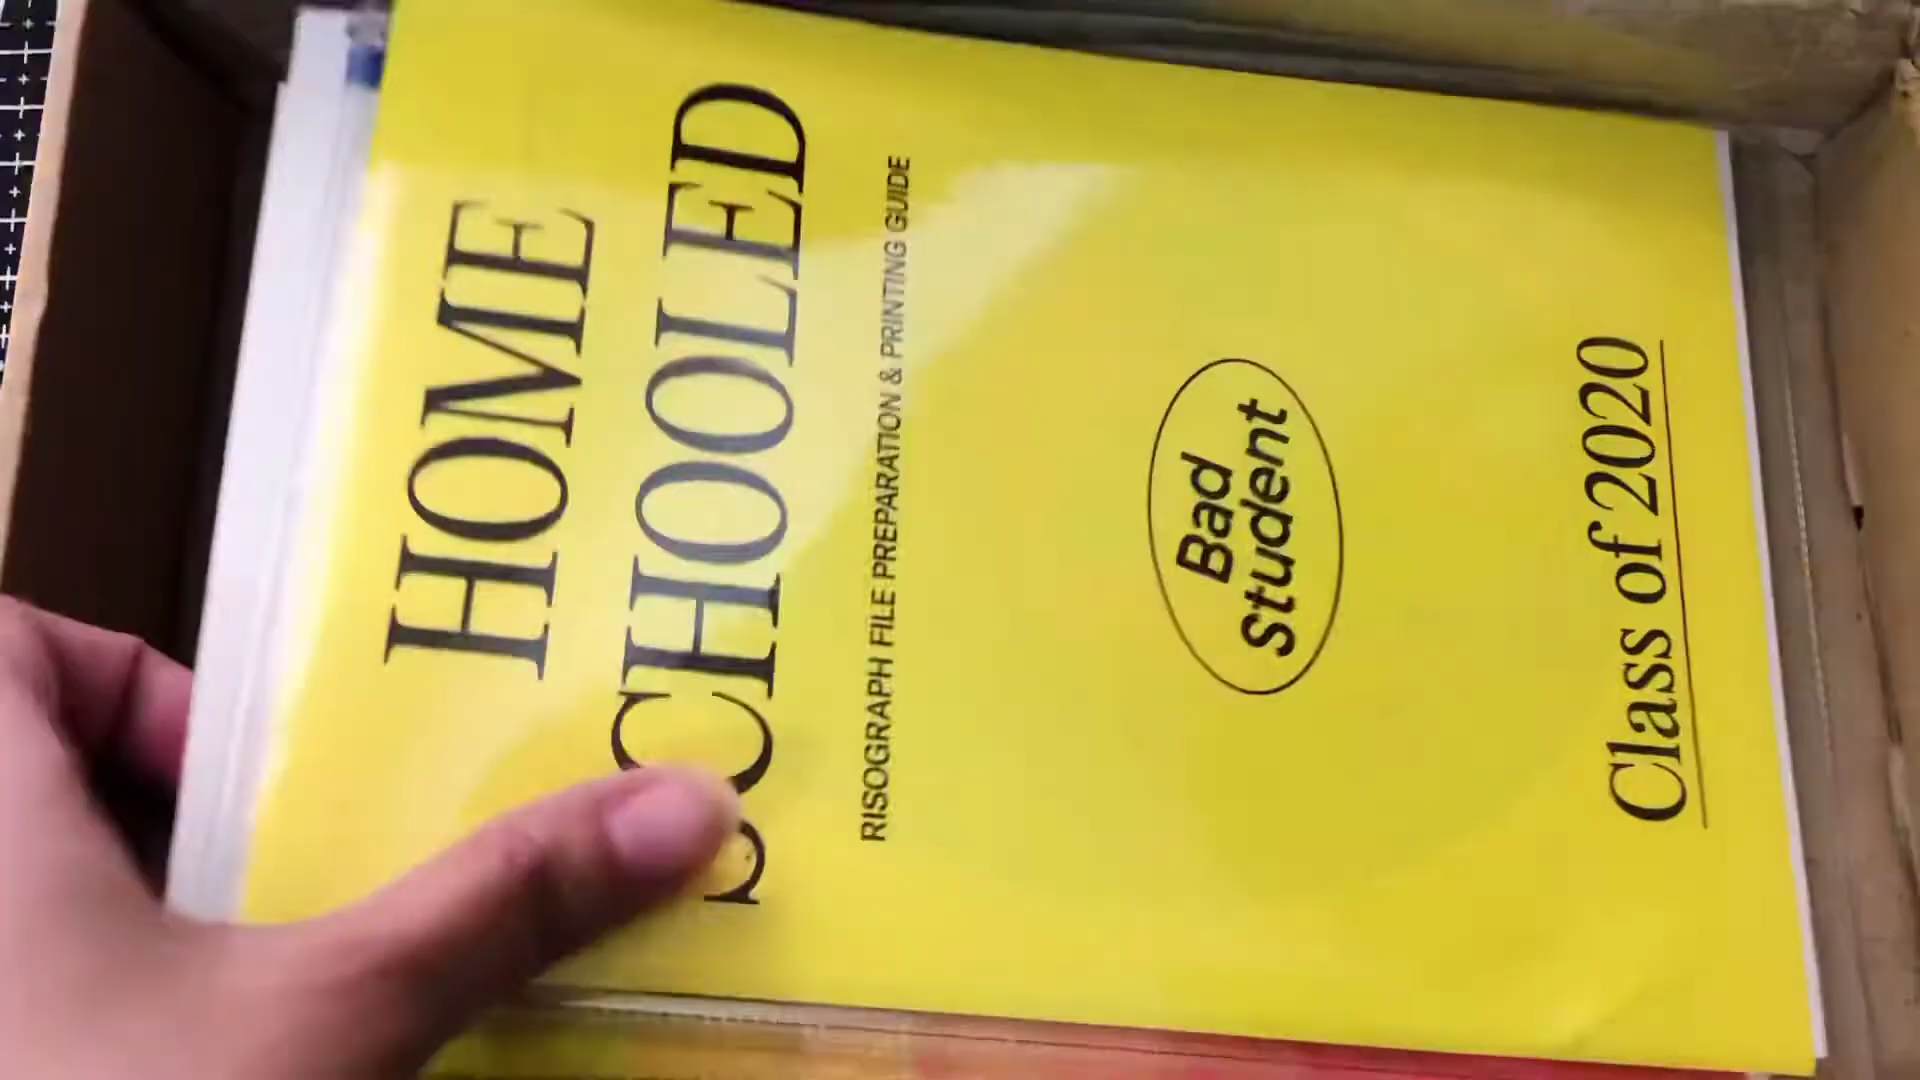 HOME
SCHOOLED
RISOGRAPH FILE PREPARATION & PRINTING GUIDE
Bad
Student
Class of 2020